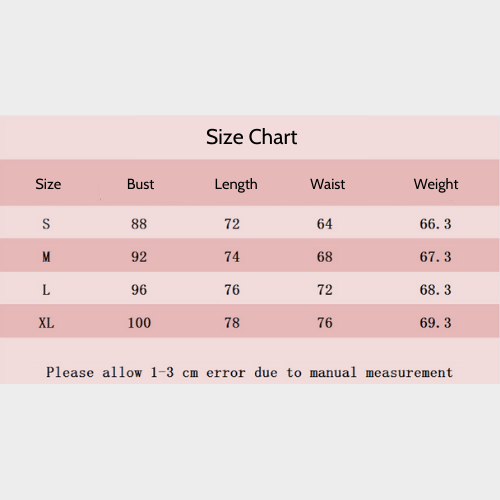 Size Chart
Size Bust Length Waist Weight
S 88 72 64 66.3
M 92 74 68 67.3
L 96 76 72 68.3
XL 100 78 76 69.3
Please allow 1-3 cm error due to manual measurement